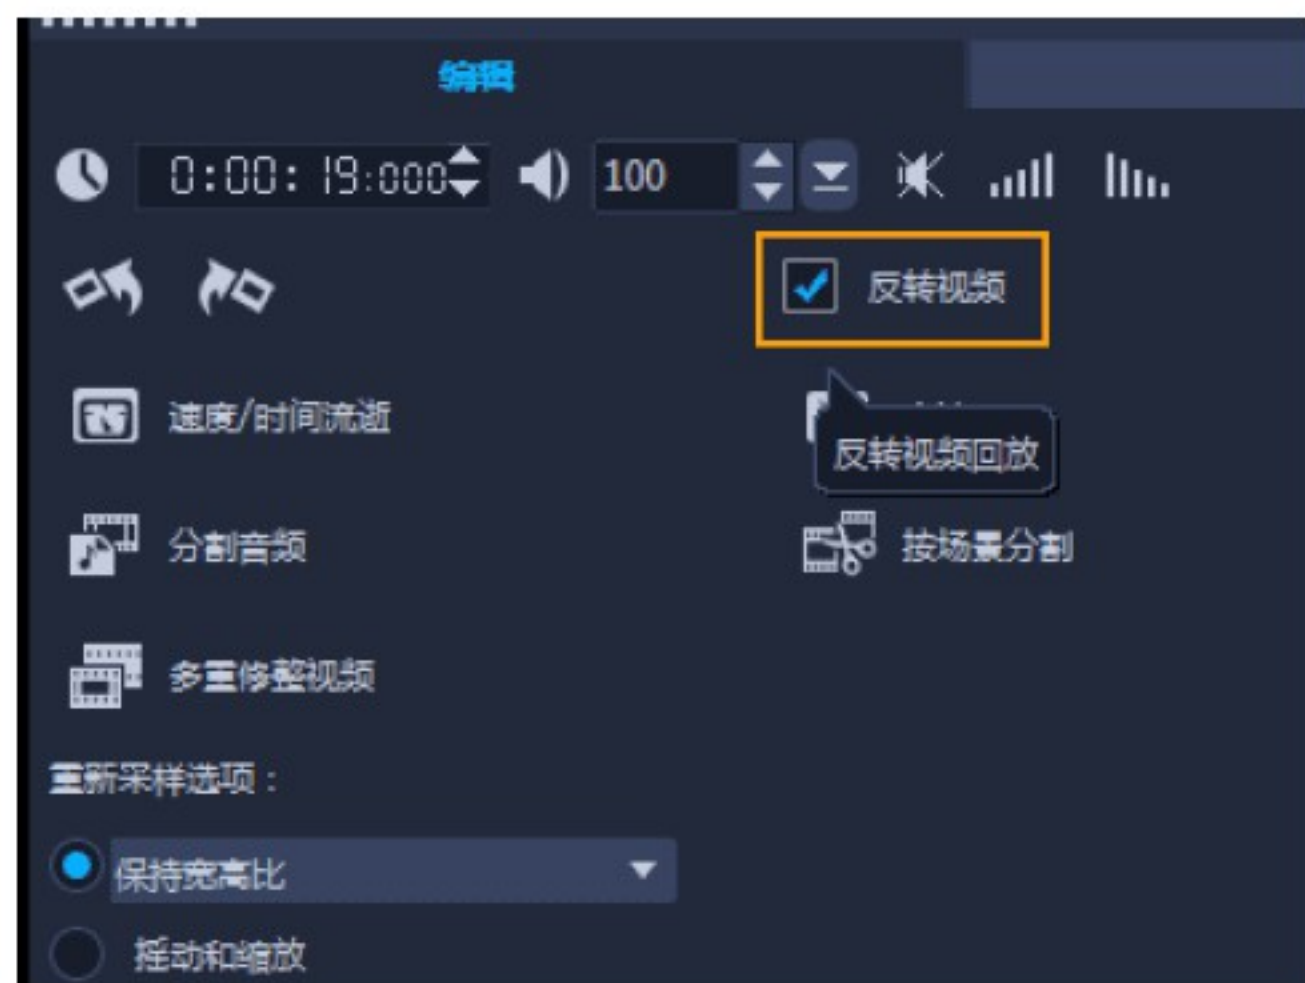 编辑
0:00:19:000 100
反转视频
速度/时间流逝
反转视频回放
分割音频 按场景分割
多重修整视频
重新采样选项：
保持宽高比
摇动和缩放